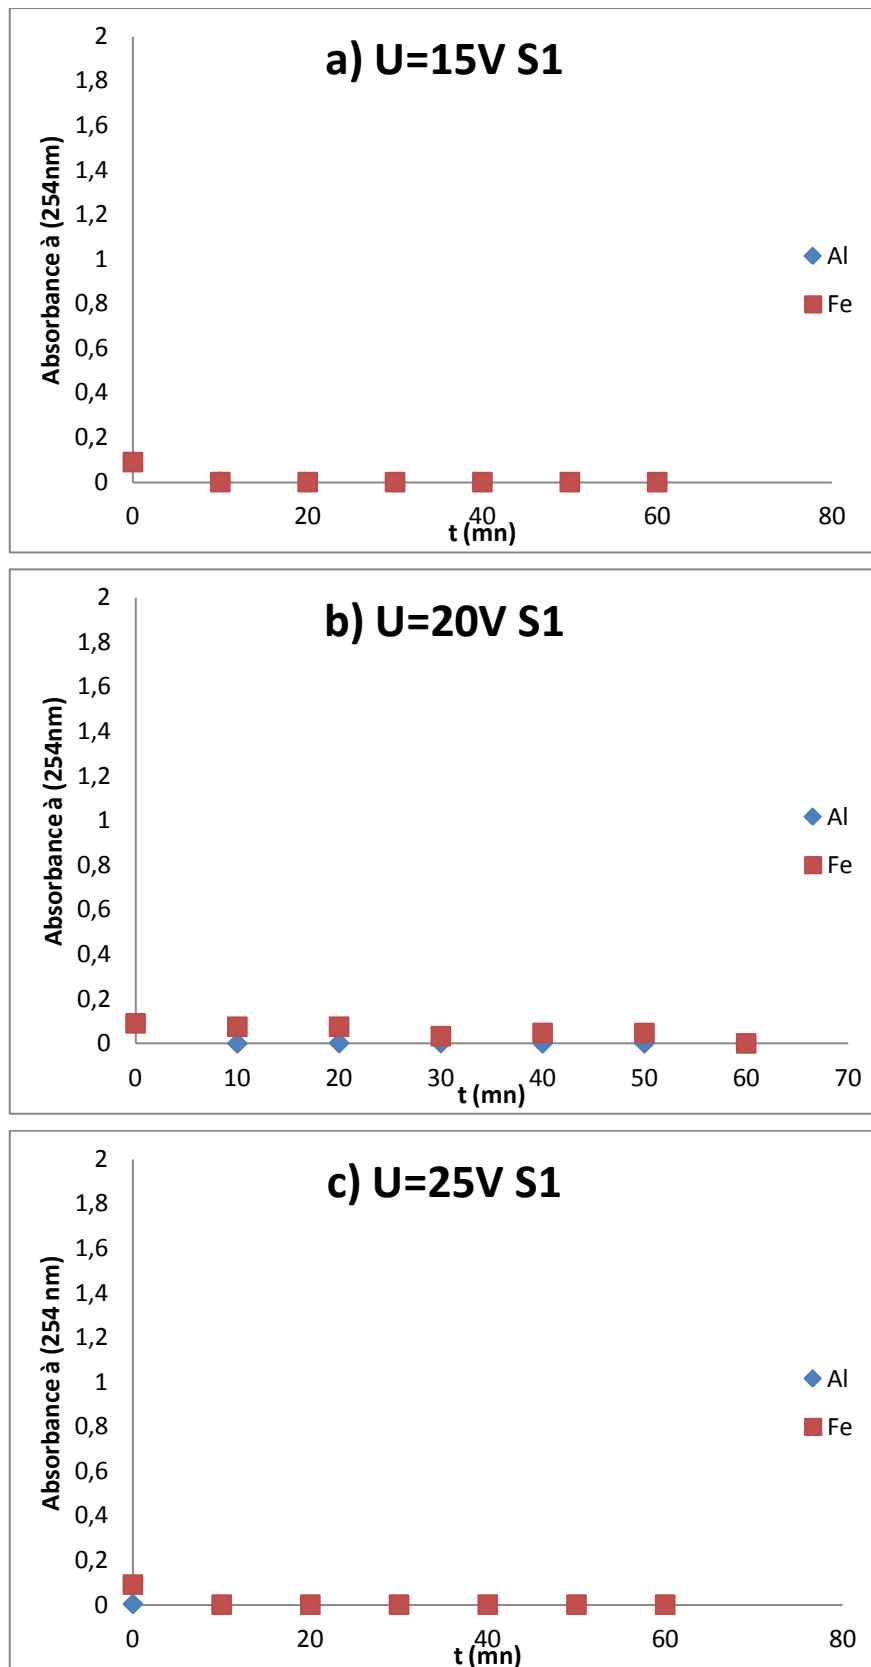 a) U=15V S1
Absorbance à (254nm)
2
1,8
1,6
1,4
1,2
1
0,8
0,6
0,4
0,2
0
0 20 40 60 80
t (mn)
Al
Fe
b) U=20V S1
Absorbance à (254nm)
2
1,8
1,6
1,4
1,2
1
0,8
0,6
0,4
0,2
0
0 10 20 30 40 50 60 70
t (mn)
Al
Fe
c) U=25V S1
Absorbance à (254 nm)
2
1,8
1,6
1,4
1,2
1
0,8
0,6
0,4
0,2
0
0 20 40 60 80
t (mn)
Al
Fe